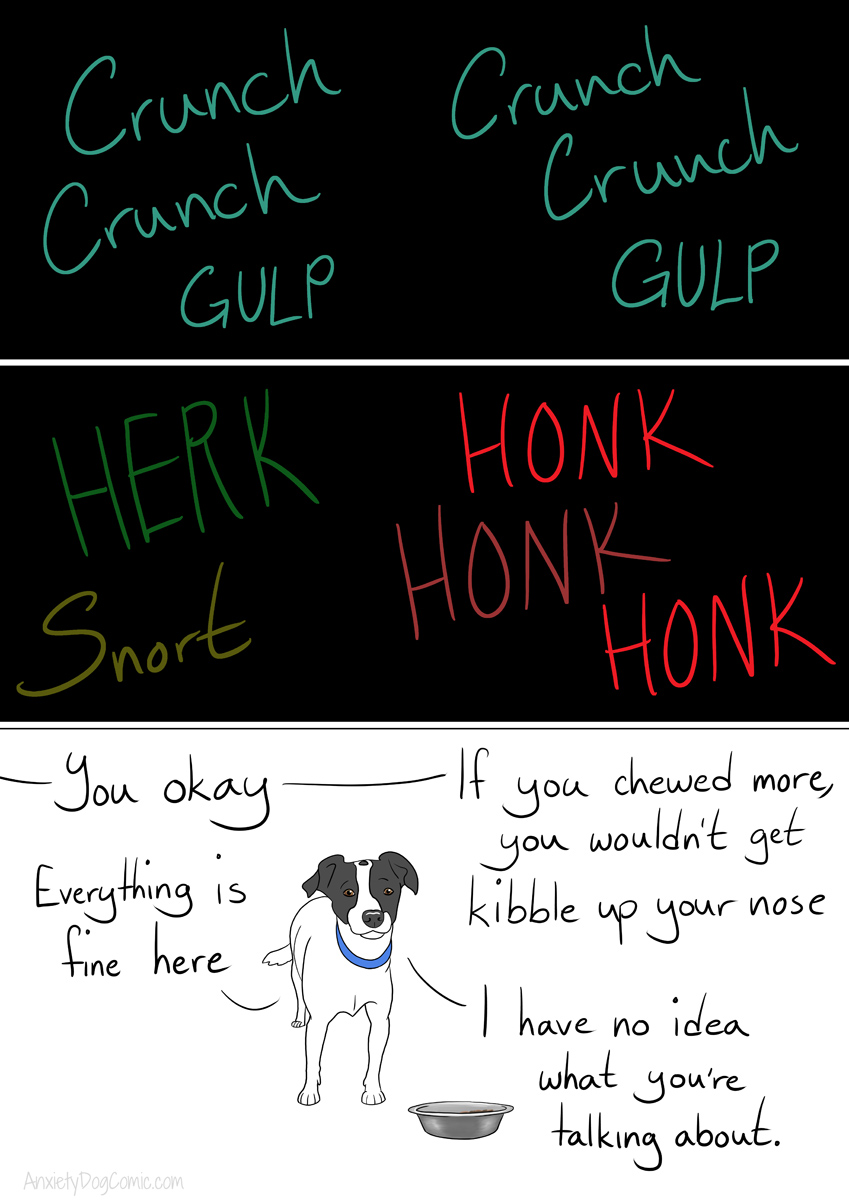 Crunch
Crunch
GULP
Crunch
Crunch
GULP
HERK
Snort
HONK
HONK
HONK
You okay
If you chewed more,
you wouldn't get
kibble up your nose
Everything is
fine here
I have no idea
what you're
talking about.
AnxietyDogComic.com